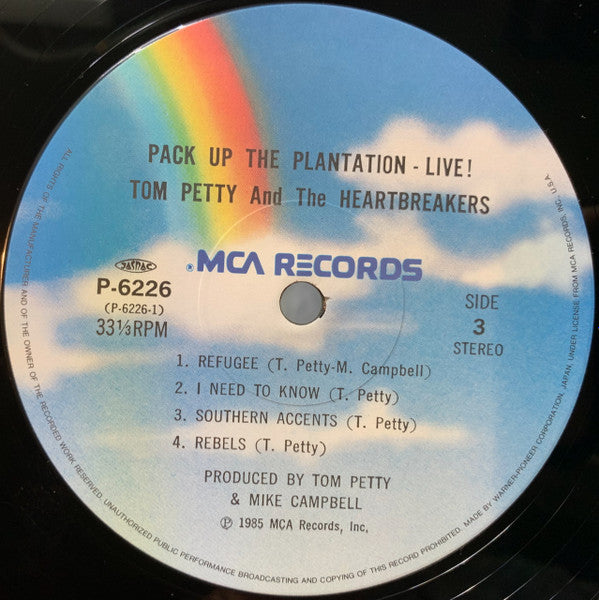 PACK UP THE PLANTATION - LIVE!
TOM PETTY And The HEARTBREAKERS
®MCA RECORDS
JASRAC
P-6226
(P-6226-1)
33⅓RPM
SIDE
3
STEREO
1. REFUGEE (T. Petty-M. Campbell)
2. I NEED TO KNOW (T. Petty)
3. SOUTHERN ACCENTS (T. Petty)
4. REBELS (T. Petty)
PRODUCED BY TOM PETTY
& MIKE CAMPBELL
Ⓟ 1985 MCA Records, Inc.
ALL RIGHTS OF THE MANUFACTURER AND OF THE OWNER OF THE RECORDED WORK RESERVED. UNAUTHORIZED PUBLIC PERFORMANCE BROADCASTING AND COPYING OF THIS RECORD PROHIBITED. MADE BY WARNER-PIONEER CORPORATION, JAPAN, UNDER LICENSE FROM MCA RECORDS, INC., U.S.A.